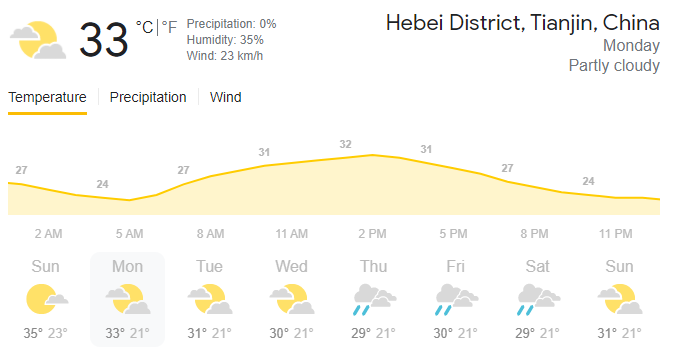 33 °C | °F
Precipitation: 0%
Humidity: 35%
Wind: 23 km/h
Hebei District, Tianjin, China
Monday
Partly cloudy
Temperature | Precipitation | Wind
27 24 27 31 32 31 27 24
2 AM 5 AM 8 AM 11 AM 2 PM 5 PM 8 PM 11 PM
Sun Mon Tue Wed Thu Fri Sat Sun
35° 23° 33° 21° 31° 21° 30° 21° 29° 21° 30° 21° 29° 21° 31° 21°